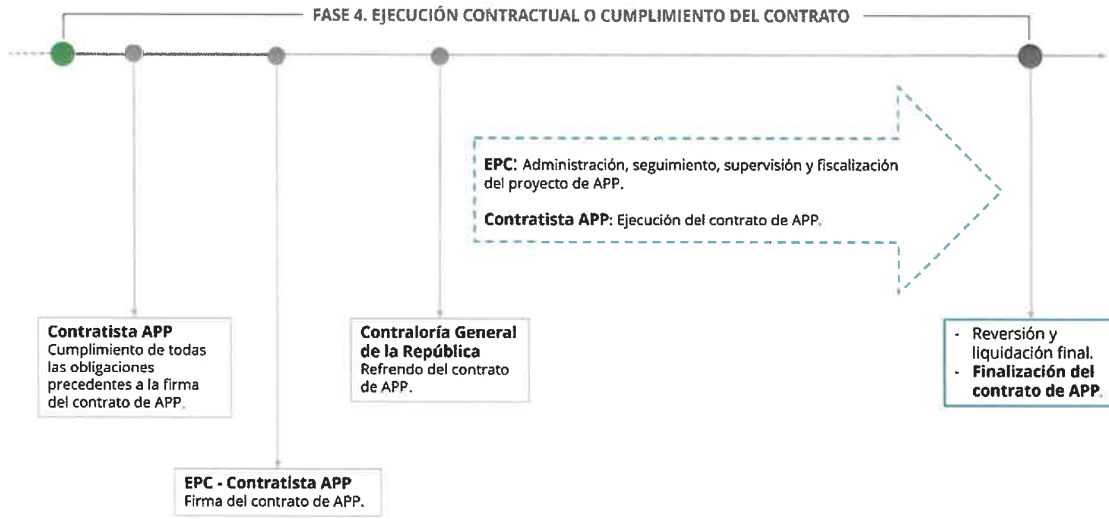 FASE 4. EJECUCIÓN CONTRACTUAL O CUMPLIMIENTO DEL CONTRATO
EPC: Administración, seguimiento, supervisión y fiscalización
del proyecto de APP.
Contratista APP: Ejecución del contrato de APP.
Contratista APP
Cumplimiento de todas
las obligaciones
precedentes a la firma
del contrato de APP.
Contraloría General
de la República
Refrendo del contrato
de APP.
- Reversión y
liquidación final.
- Finalización del
contrato de APP.
EPC - Contratista APP
Firma del contrato de APP.